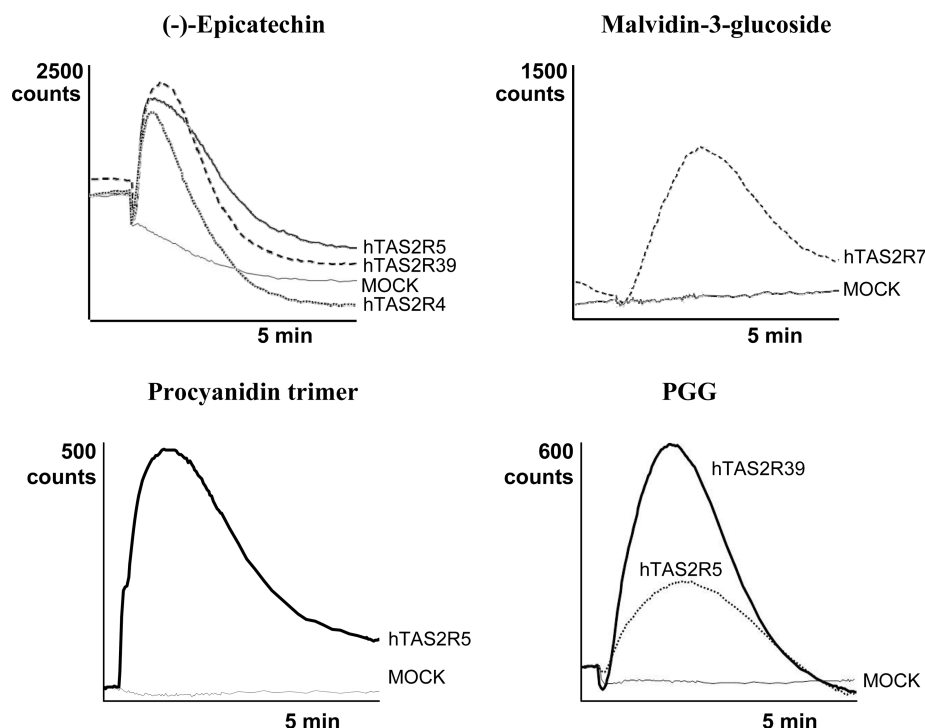 (-)-Epicatechin
2500
counts
hTAS2R5
hTAS2R39
MOCK
hTAS2R4
5 min
Malvidin-3-glucoside
1500
counts
hTAS2R7
MOCK
5 min
Procyanidin trimer
500
counts
hTAS2R5
MOCK
5 min
PGG
600
counts
hTAS2R39
hTAS2R5
MOCK
5 min